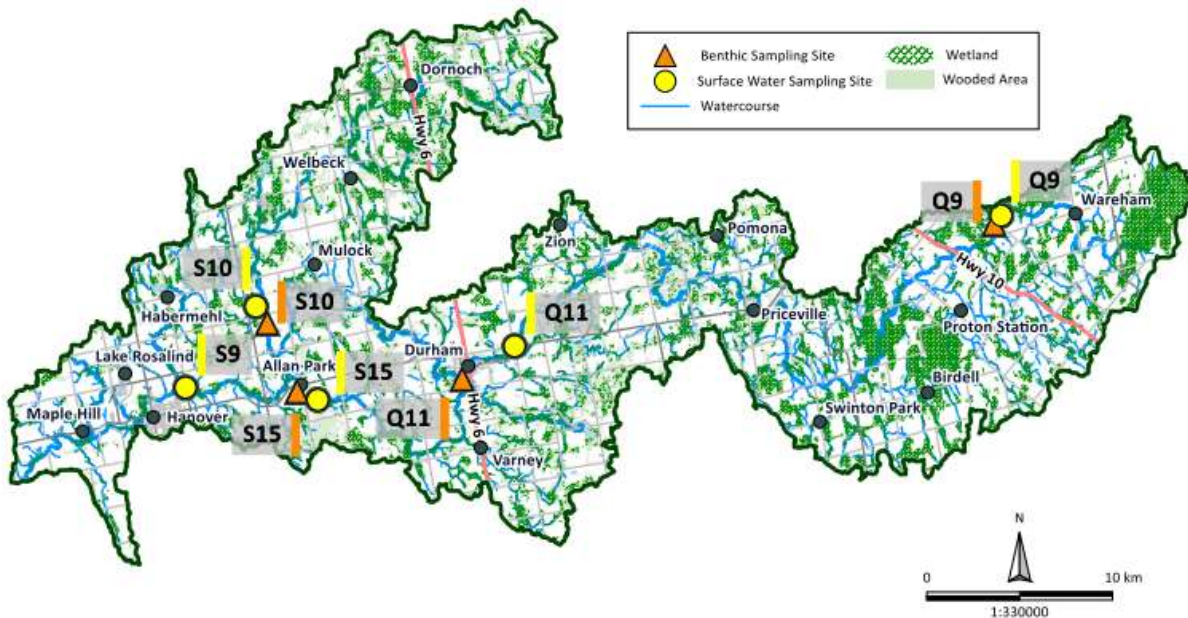 Benthic Sampling Site
Surface Water Sampling Site
Watercourse
Wetland
Wooded Area
Dornoch
Hwy 6
Welbeck
Q9
Q9
Wareham
Zion
Pomona
Mulock
S10
S10
Hwy 10
Habermehl
Q11
Priceville
Proton Station
S9
Lake Rosalind
Allan Park
S15
Durham
Birdell
Maple Hill
Hanover
S15
Q11
Hwy 6
Swinton Park
Varney
N
0 10 km
1:330000